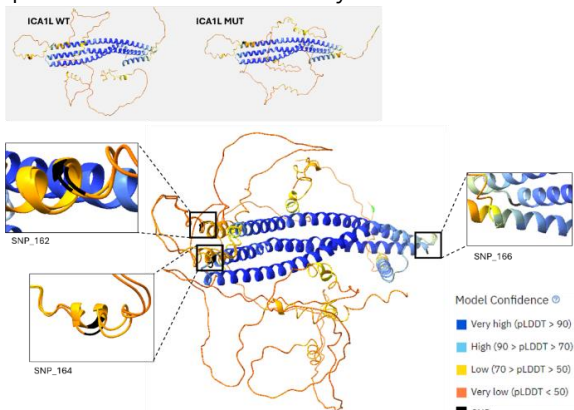 ICA1L WT
ICA1L MUT
SNP_162
SNP_166
SNP_164
Model Confidence
Very high (pLDDT > 90)
High (90 > pLDDT > 70)
Low (70 > pLDDT > 50)
Very low (pLDDT < 50)